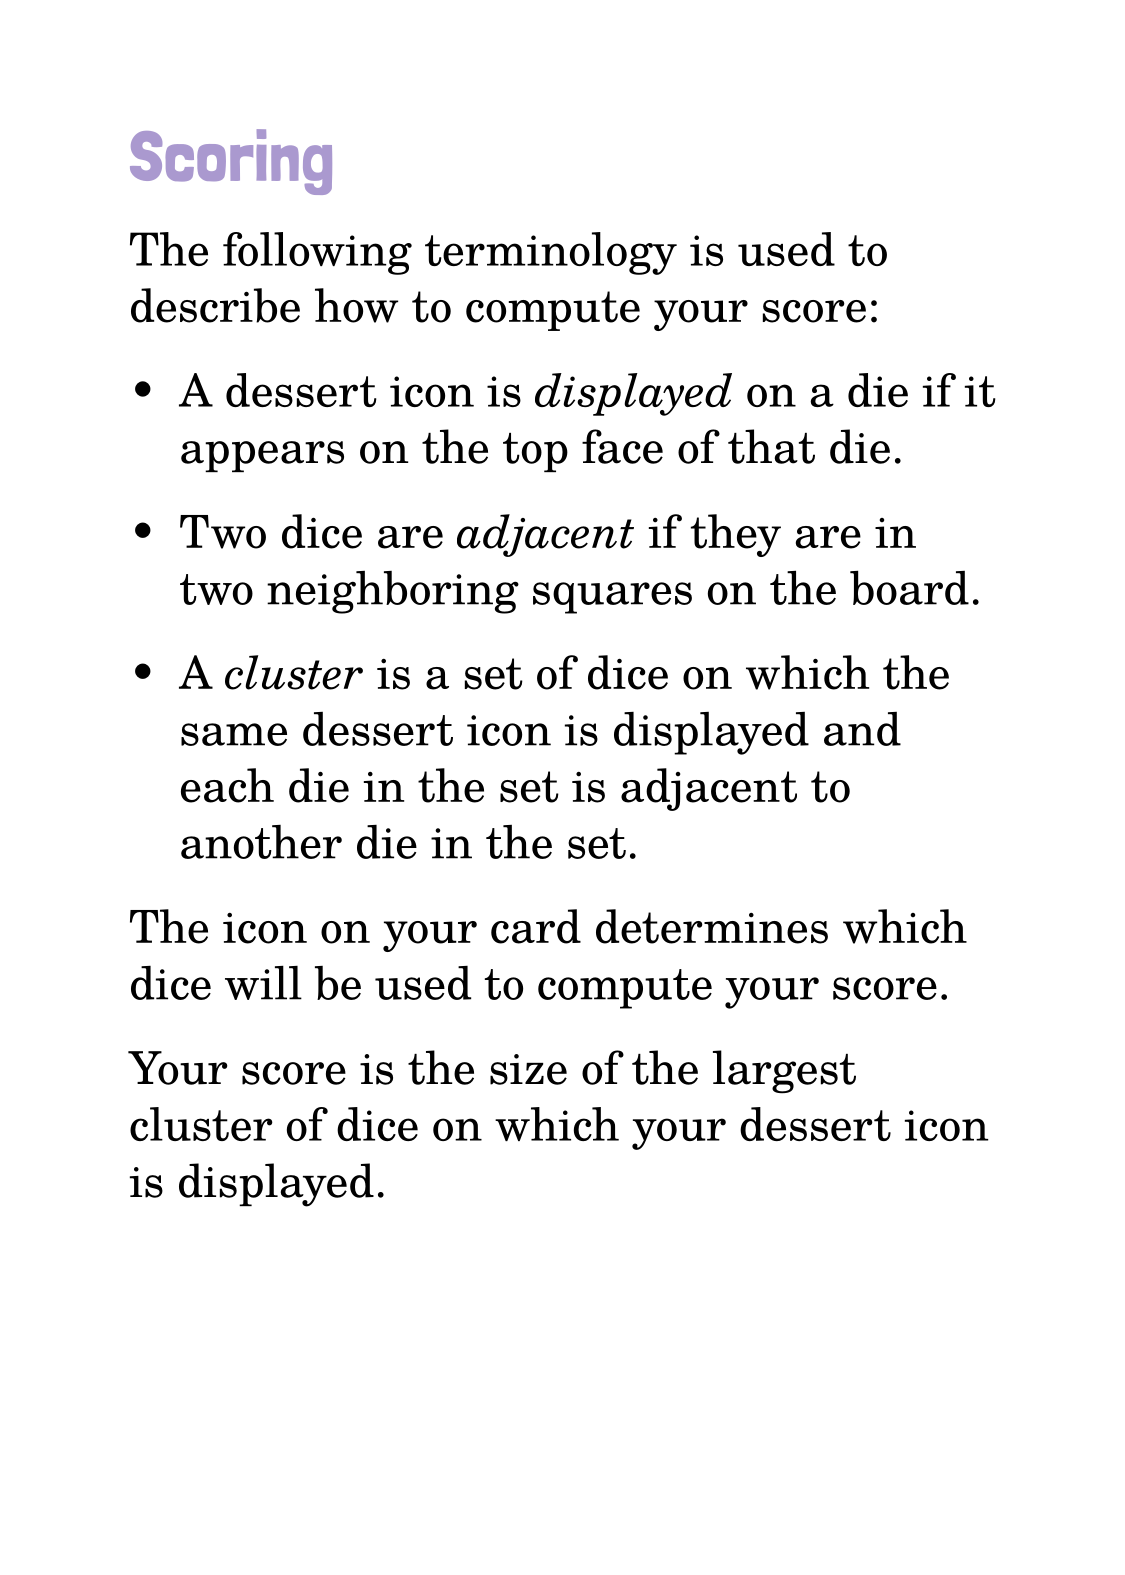 Scoring
The following terminology is used to
describe how to compute your score:
• A dessert icon is displayed on a die if it
appears on the top face of that die.
• Two dice are adjacent if they are in
two neighboring squares on the board.
• A cluster is a set of dice on which the
same dessert icon is displayed and
each die in the set is adjacent to
another die in the set.
The icon on your card determines which
dice will be used to compute your score.
Your score is the size of the largest
cluster of dice on which your dessert icon
is displayed.